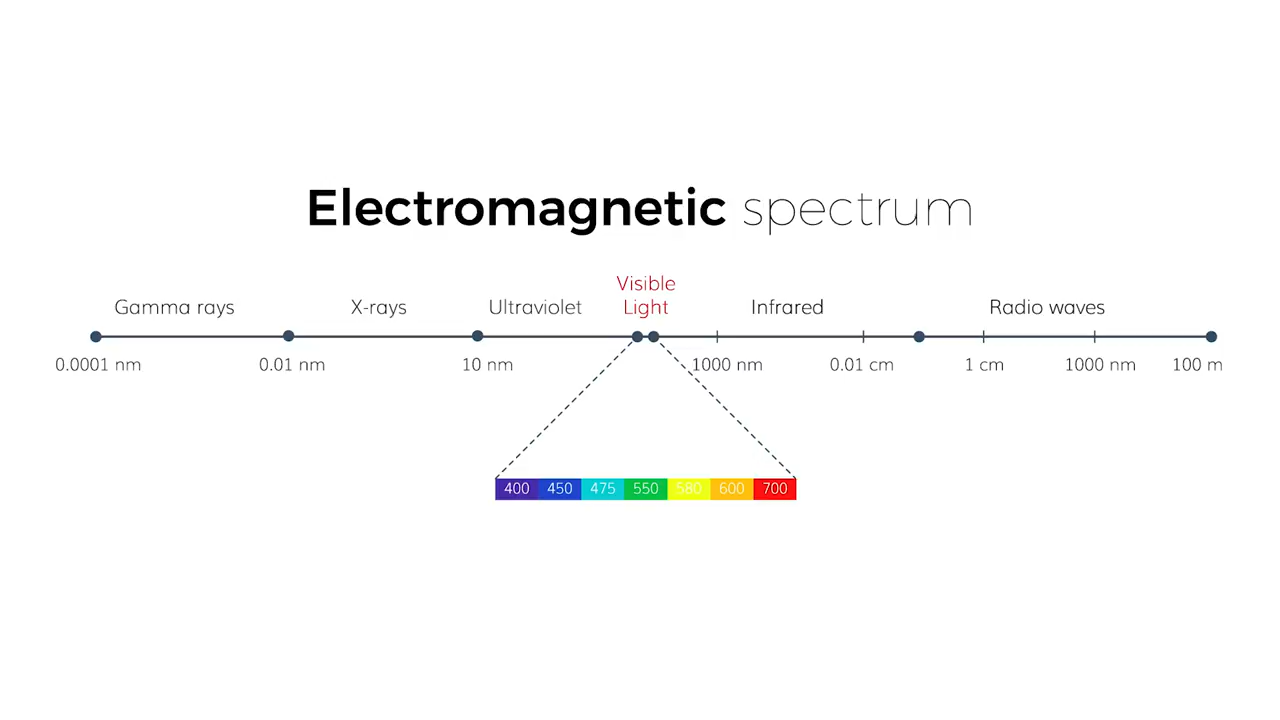 Electromagnetic spectrum
Visible
Light
Gamma rays X-rays Ultraviolet Infrared Radio waves
0.0001 nm 0.01 nm 10 nm 1000 nm 0.01 cm 1 cm 1000 nm 100 m
400 450 475 550 580 600 700